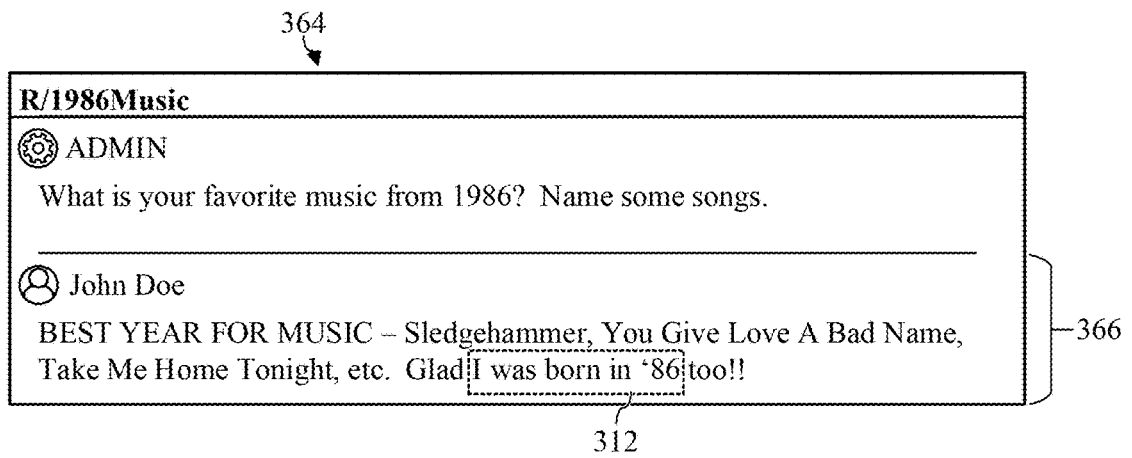 364
R/1986Music
ADMIN
What is your favorite music from 1986? Name some songs.
John Doe
BEST YEAR FOR MUSIC – Sledgehammer, You Give Love A Bad Name,
Take Me Home Tonight, etc. Glad I was born in ‘86 too!!
366
312